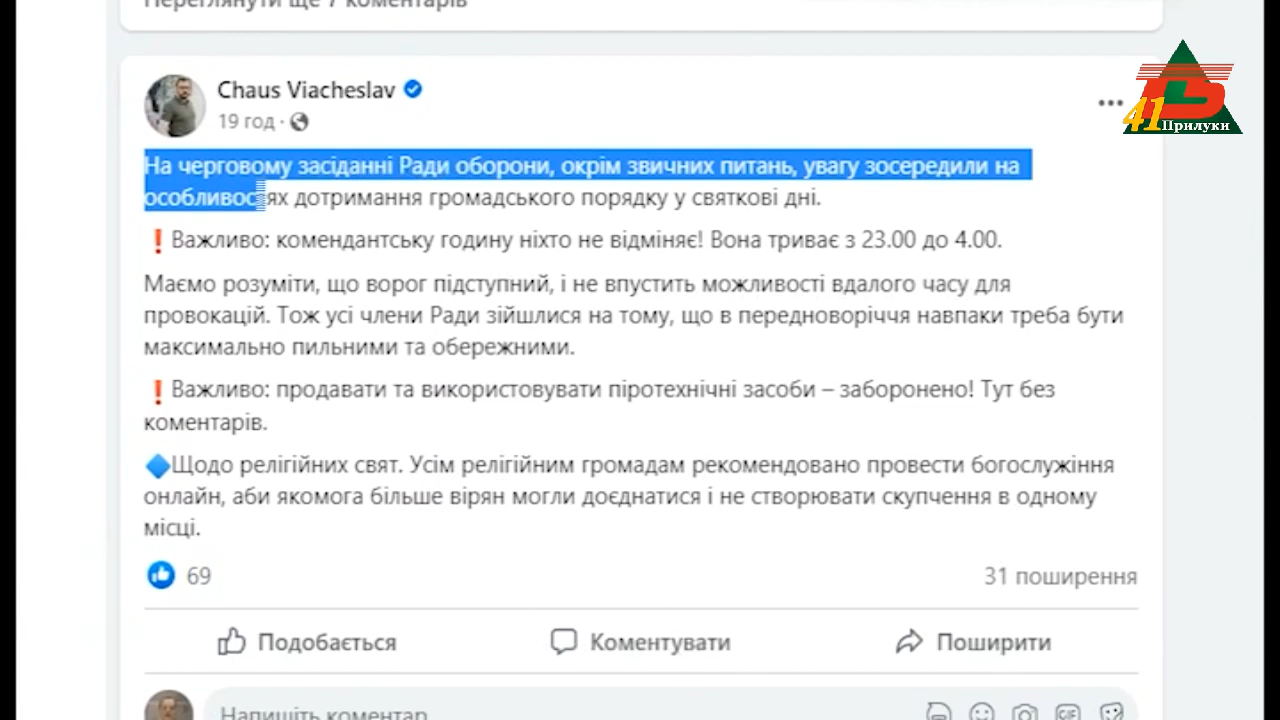 Переглянути ще 7 коментарів
Chaus Viacheslav
19 год ·
41 Прилуки
На черговому засіданні Ради оборони, окрім звичних питань, увагу зосередили на
особливостях дотримання громадського порядку у святкові дні.
❗Важливо: комендантську годину ніхто не відміняє! Вона триває з 23.00 до 4.00.
Маємо розуміти, що ворог підступний, і не впустить можливості вдалого часу для
провокацій. Тож усі члени Ради зійшлися на тому, що в передноворіччя навпаки треба бути
максимально пильними та обережними.
❗Важливо: продавати та використовувати піротехнічні засоби – заборонено! Тут без
коментарів.
🔷Щодо релігійних свят. Усім релігійним громадам рекомендовано провести богослужіння
онлайн, аби якомога більше вірян могли доєднатися і не створювати скупчення в одному
місці.
69
31 поширення
Подобається
Коментувати
Поширити
Напишіть коментар
GIF